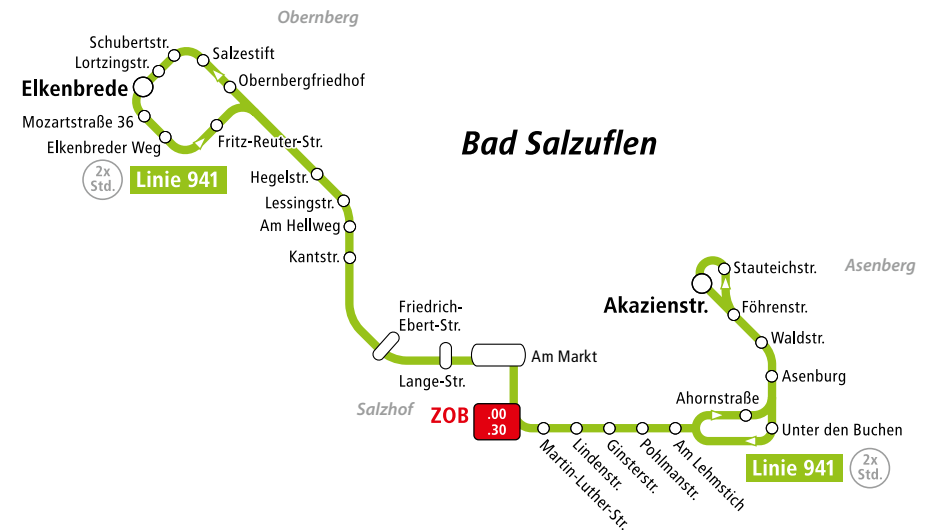 Obernberg
Schubertstr.
Lortzingstr.
Salzestift
Elkenbrede
Obernbergfriedhof
Mozartstraße 36
Elkenbreder Weg
Fritz-Reuter-Str.
Bad Salzuflen
2x
Std.
Linie 941
Hegelstr.
Lessingstr.
Am Hellweg
Kantstr.
Stauteichstr.
Asenberg
Akazienstr.
Föhrenstr.
Friedrich-
Ebert-Str.
Waldstr.
Am Markt
Lange-Str.
Asenburg
Ahornstraße
Salzhof
ZOB
.00
.30
Unter den Buchen
Martin-Luther-Str.
Lindenstr.
Ginsterstr.
Pohlmanstr.
Am Lehmstich
Linie 941
2x
Std.